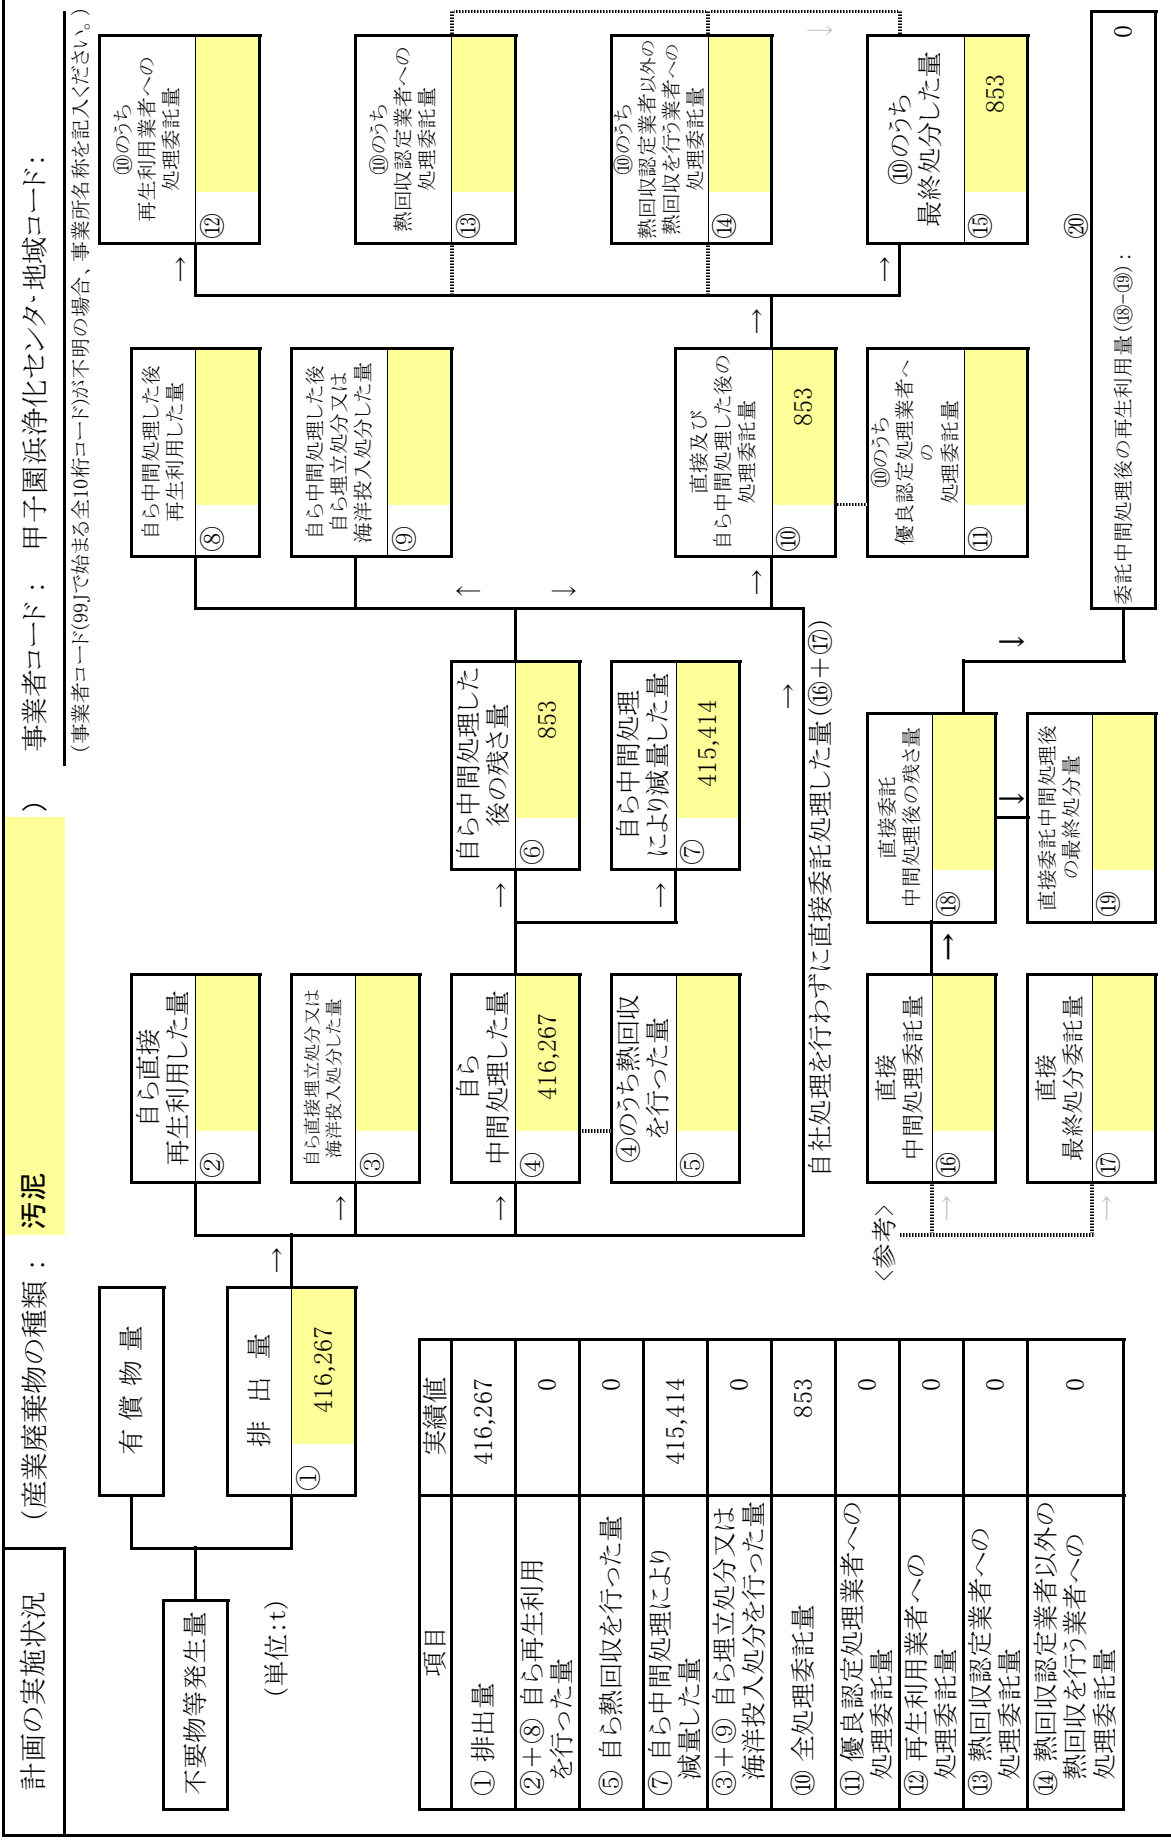 計画の実施状況
(産業廃棄物の種類： 汚泥 )
事業者コード： 甲子園浜浄化センタ・地域コード：
(事業者コード(99Jで始まる全10桁コード)が不明の場合、事業所名称を記入ください。)
不要物等発生量
(単位:t)
有 償 物 量
排 出 量
① 416,267
自ら直接
再生利用した量
②
自ら直接埋立処分又は
海洋投入処分した量
③
自ら
中間処理した量
④ 416,267
④のうち熱回収
を行った量
⑤
自ら中間処理した
後の残さ量
⑥ 853
自ら中間処理
により減量した量
⑦ 415,414
自ら中間処理した後
再生利用した量
⑧
自ら中間処理した後
自ら埋立処分又は
海洋投入処分した量
⑨
直接及び
自ら中間処理した後の
処理委託量
⑩ 853
⑩のうち
優良認定処理業者へ
の
処理委託量
⑪
⑩のうち
再生利用業者への
処理委託量
⑫
⑩のうち
熱回収認定業者への
処理委託量
⑬
⑩のうち
熱回収認定業者以外の
熱回収を行う業者への
処理委託量
⑭
⑩のうち
最終処分した量
⑮ 853
自社処理を行わずに直接委託処理した量(⑯＋⑰)
<参考>
直接
中間処理委託量
⑯
直接
最終処分委託量
⑰
直接委託
中間処理後の残さ量
⑱
直接委託中間処理後
の最終処分量
⑲
⑳
委託中間処理後の再生利用量(⑱-⑲)： 0
項目 実績値
① 排出量 416,267
②＋⑧ 自ら再生利用
を行った量 0
⑤ 自ら熱回収を行った量 0
⑦ 自ら中間処理により
減量した量 415,414
③＋⑨ 自ら埋立処分又は
海洋投入処分を行った量 0
⑩ 全処理委託量 853
⑪ 優良認定処理業者への
処理委託量 0
⑫ 再生利用業者への
処理委託量 0
⑬ 熱回収認定業者への
処理委託量 0
⑭ 熱回収認定業者以外の
熱回収を行う業者への
処理委託量 0